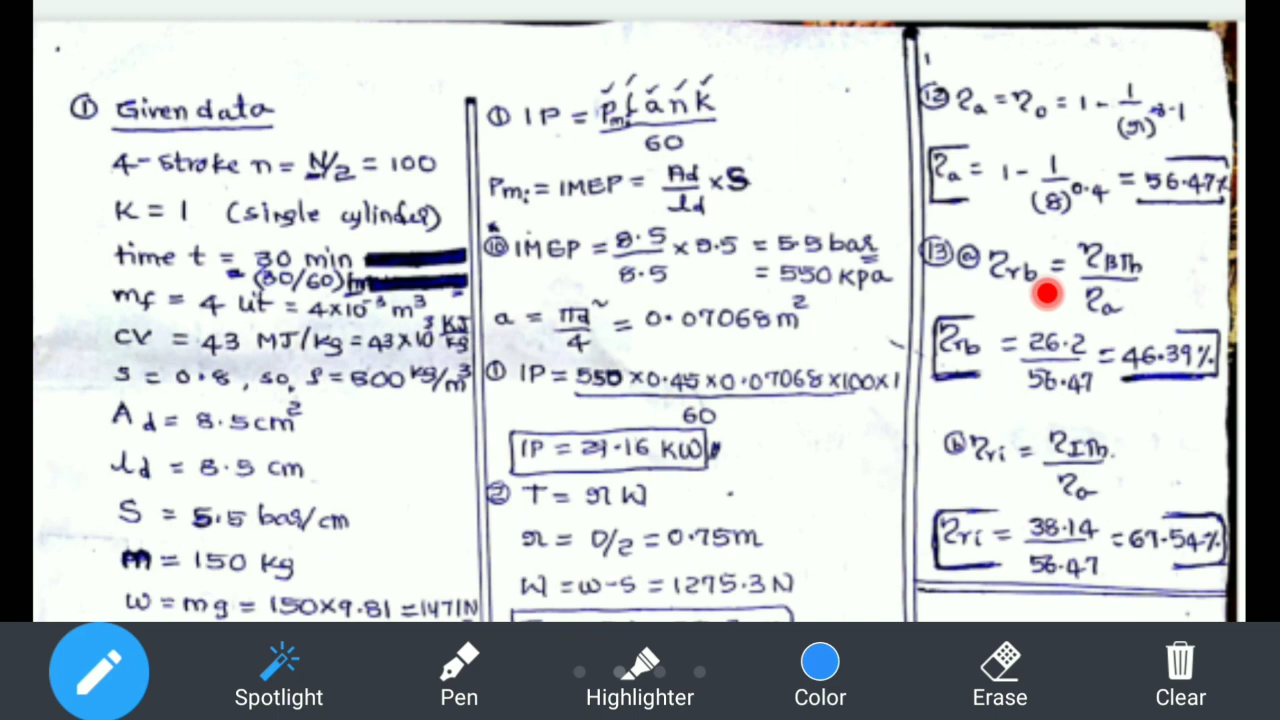 ① Given data
4-stroke n = N/2 = 100
K = 1 (single cylinder)
time t = 30 min
= (30/60) hr
mf = 4 lit = 4×10⁻³ m³
CV = 43 MJ/kg = 43×10³ KJ/kg
s = 0.8, so, ρ = 800 kg/m³
Ad = 8.5 cm²
ld = 8.5 cm
S = 5.5 bar/cm
m = 150 kg
W = mg = 150×9.81 = 1471N
① IP = Pmi l a n k / 60
Pmi = IMEP = Ad/ld × S
⑩ IMEP = 8.5/8.5 × 5.5 = 5.5 bar
= 550 kpa
a = πd²/4 = 0.07068 m²
① IP = 550 × 0.45 × 0.07068 × 100 × 1 / 60
IP = 29.16 KW
② T = r W
r = D/2 = 0.75m
W = w-s = 1275.3 N
⑫ ηa = ηo = 1 - 1/(r)^γ-1
ηa = 1 - 1/(8)^0.4 = 56.47%
⑬ ⓐ ηrb = ηBTh / ηa
ηrb = 26.2/56.47 = 46.39%
ⓑ ηri = ηITh. / ηa
ηri = 38.14/56.47 = 67.54%
Spotlight
Pen
Highlighter
Color
Erase
Clear